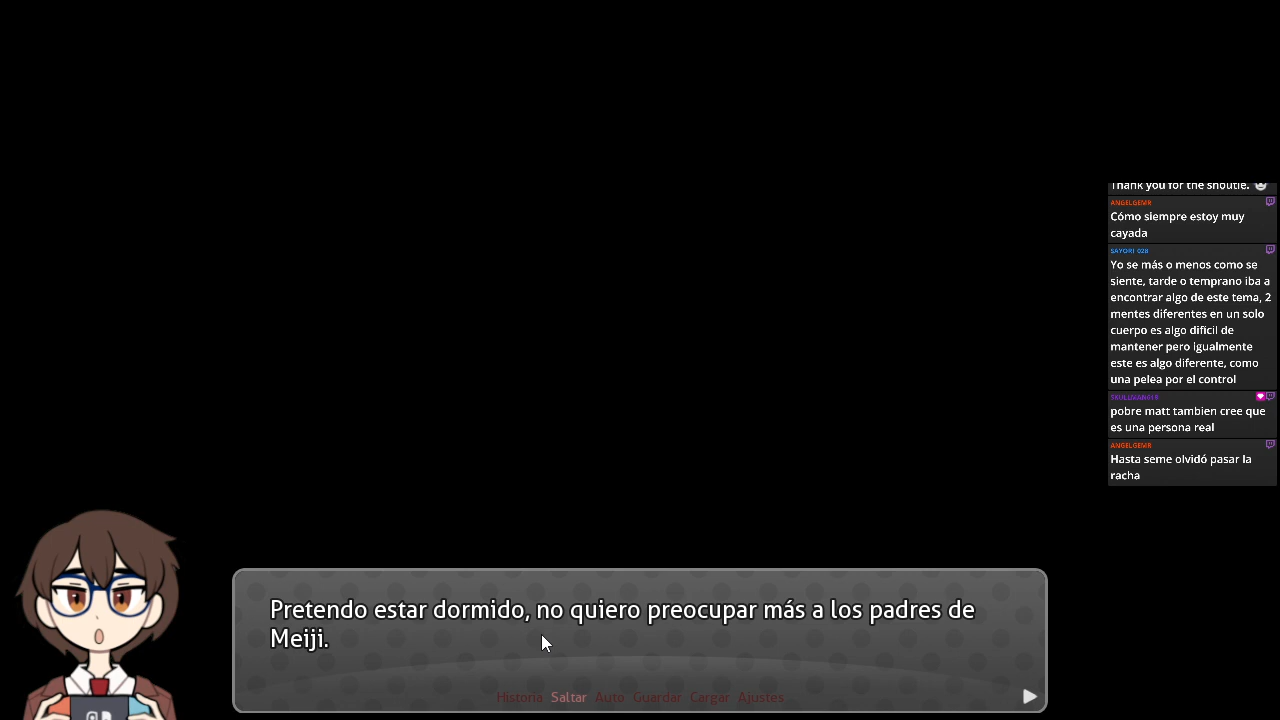 Thank you for the shoutie.
ANGELGEMR
Cómo siempre estoy muy
cayada
SAYORI_028
Yo se más o menos como se
siente, tarde o temprano iba a
encontrar algo de este tema, 2
mentes diferentes en un solo
cuerpo es algo difícil de
mantener pero igualmente
este es algo diferente, como
una pelea por el control
pobre matt tambien cree que
es una persona real
ANGELGEMR
Hasta seme olvidó pasar la
racha
Pretendo estar dormido, no quiero preocupar más a los padres de
Meiji.
Historia Saltar Auto Guardar Cargar Ajustes